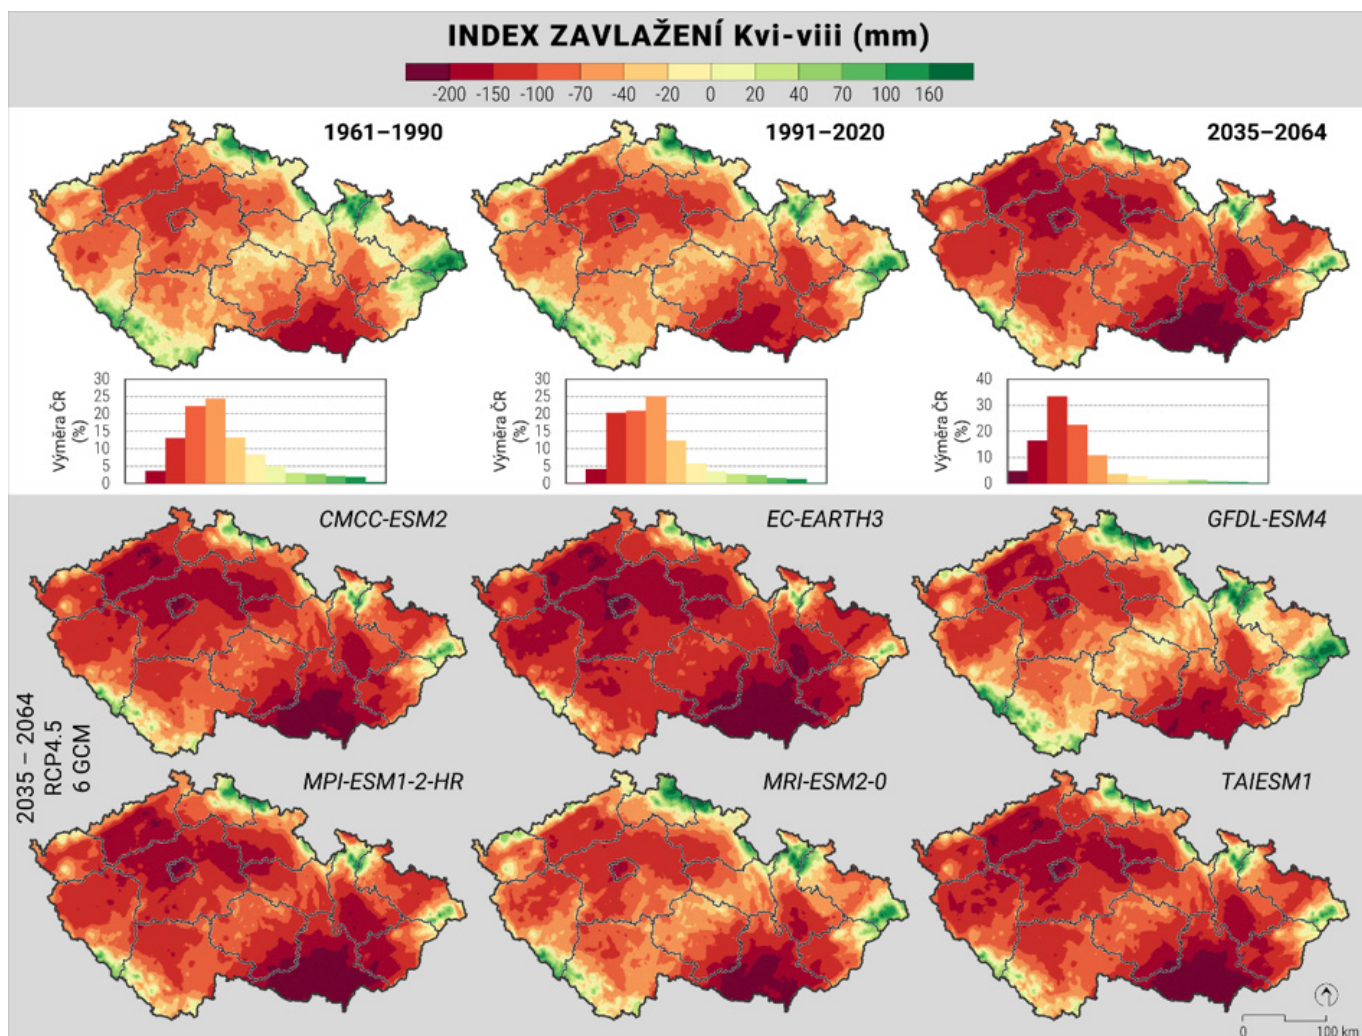 INDEX ZAVLAŽENÍ Kvi-viii (mm)
-200 -150 -100 -70 -40 -20 0 20 40 70 100 160
1961–1990
1991–2020
2035–2064
Výměra ČR
(%)
30
25
20
15
10
5
0
Výměra ČR
(%)
30
25
20
15
10
5
0
Výměra ČR
(%)
40
30
20
10
0
2035 – 2064
RCP4.5
6 GCM
CMCC-ESM2
EC-EARTH3
GFDL-ESM4
MPI-ESM1-2-HR
MRI-ESM2-0
TAIESM1
0 100 km